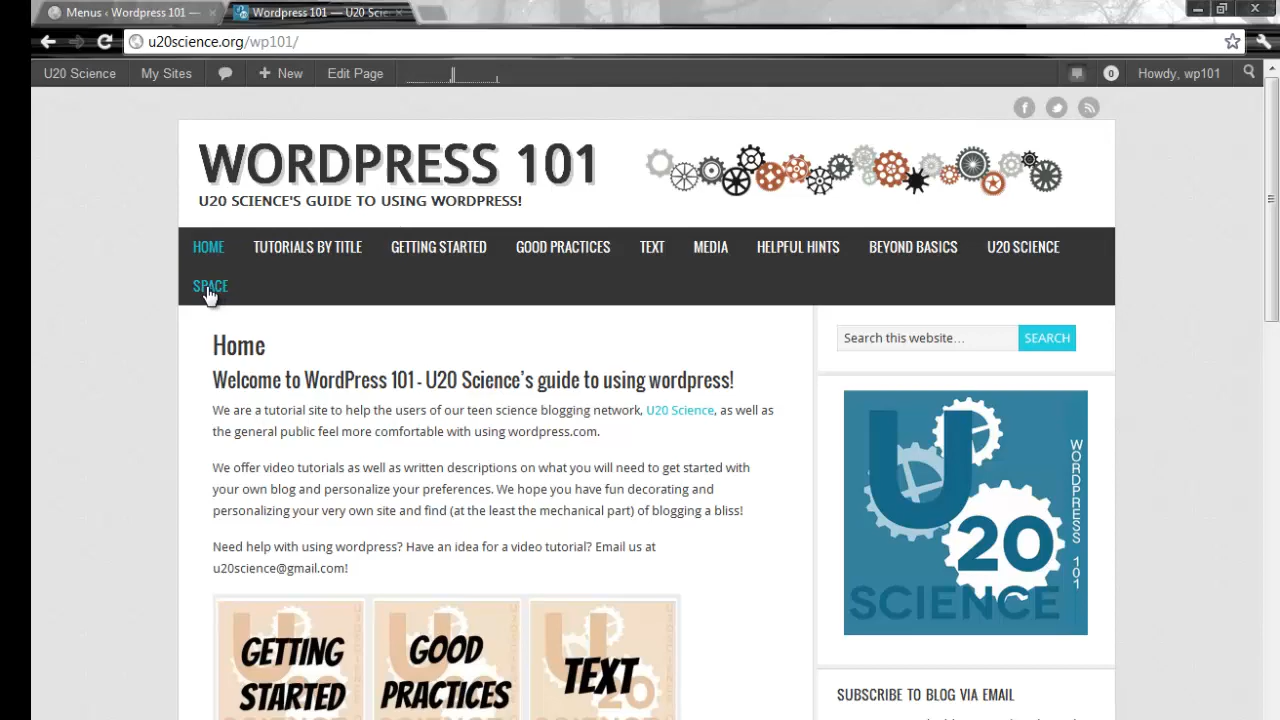 Menus ‹ Wordpress 101 —
Wordpress 101 — U20 Scie
u20science.org/wp101/
U20 Science My Sites + New Edit Page 0 Howdy, wp101
WORDPRESS 101
U20 SCIENCE'S GUIDE TO USING WORDPRESS!
HOME TUTORIALS BY TITLE GETTING STARTED GOOD PRACTICES TEXT MEDIA HELPFUL HINTS BEYOND BASICS U20 SCIENCE
SPACE
Home
Welcome to WordPress 101 – U20 Science’s guide to using wordpress!
We are a tutorial site to help the users of our teen science blogging network, U20 Science, as well as
the general public feel more comfortable with using wordpress.com.
We offer video tutorials as well as written descriptions on what you will need to get started with
your own blog and personalize your preferences. We hope you have fun decorating and
personalizing your very own site and find (at the least the mechanical part) of blogging a bliss!
Need help with using wordpress? Have an idea for a video tutorial? Email us at
u20science@gmail.com!
GETTING
STARTED
GOOD
PRACTICES
TEXT
Search this website… SEARCH
U
20
SCIENCE
WORDPRESS 101
SUBSCRIBE TO BLOG VIA EMAIL